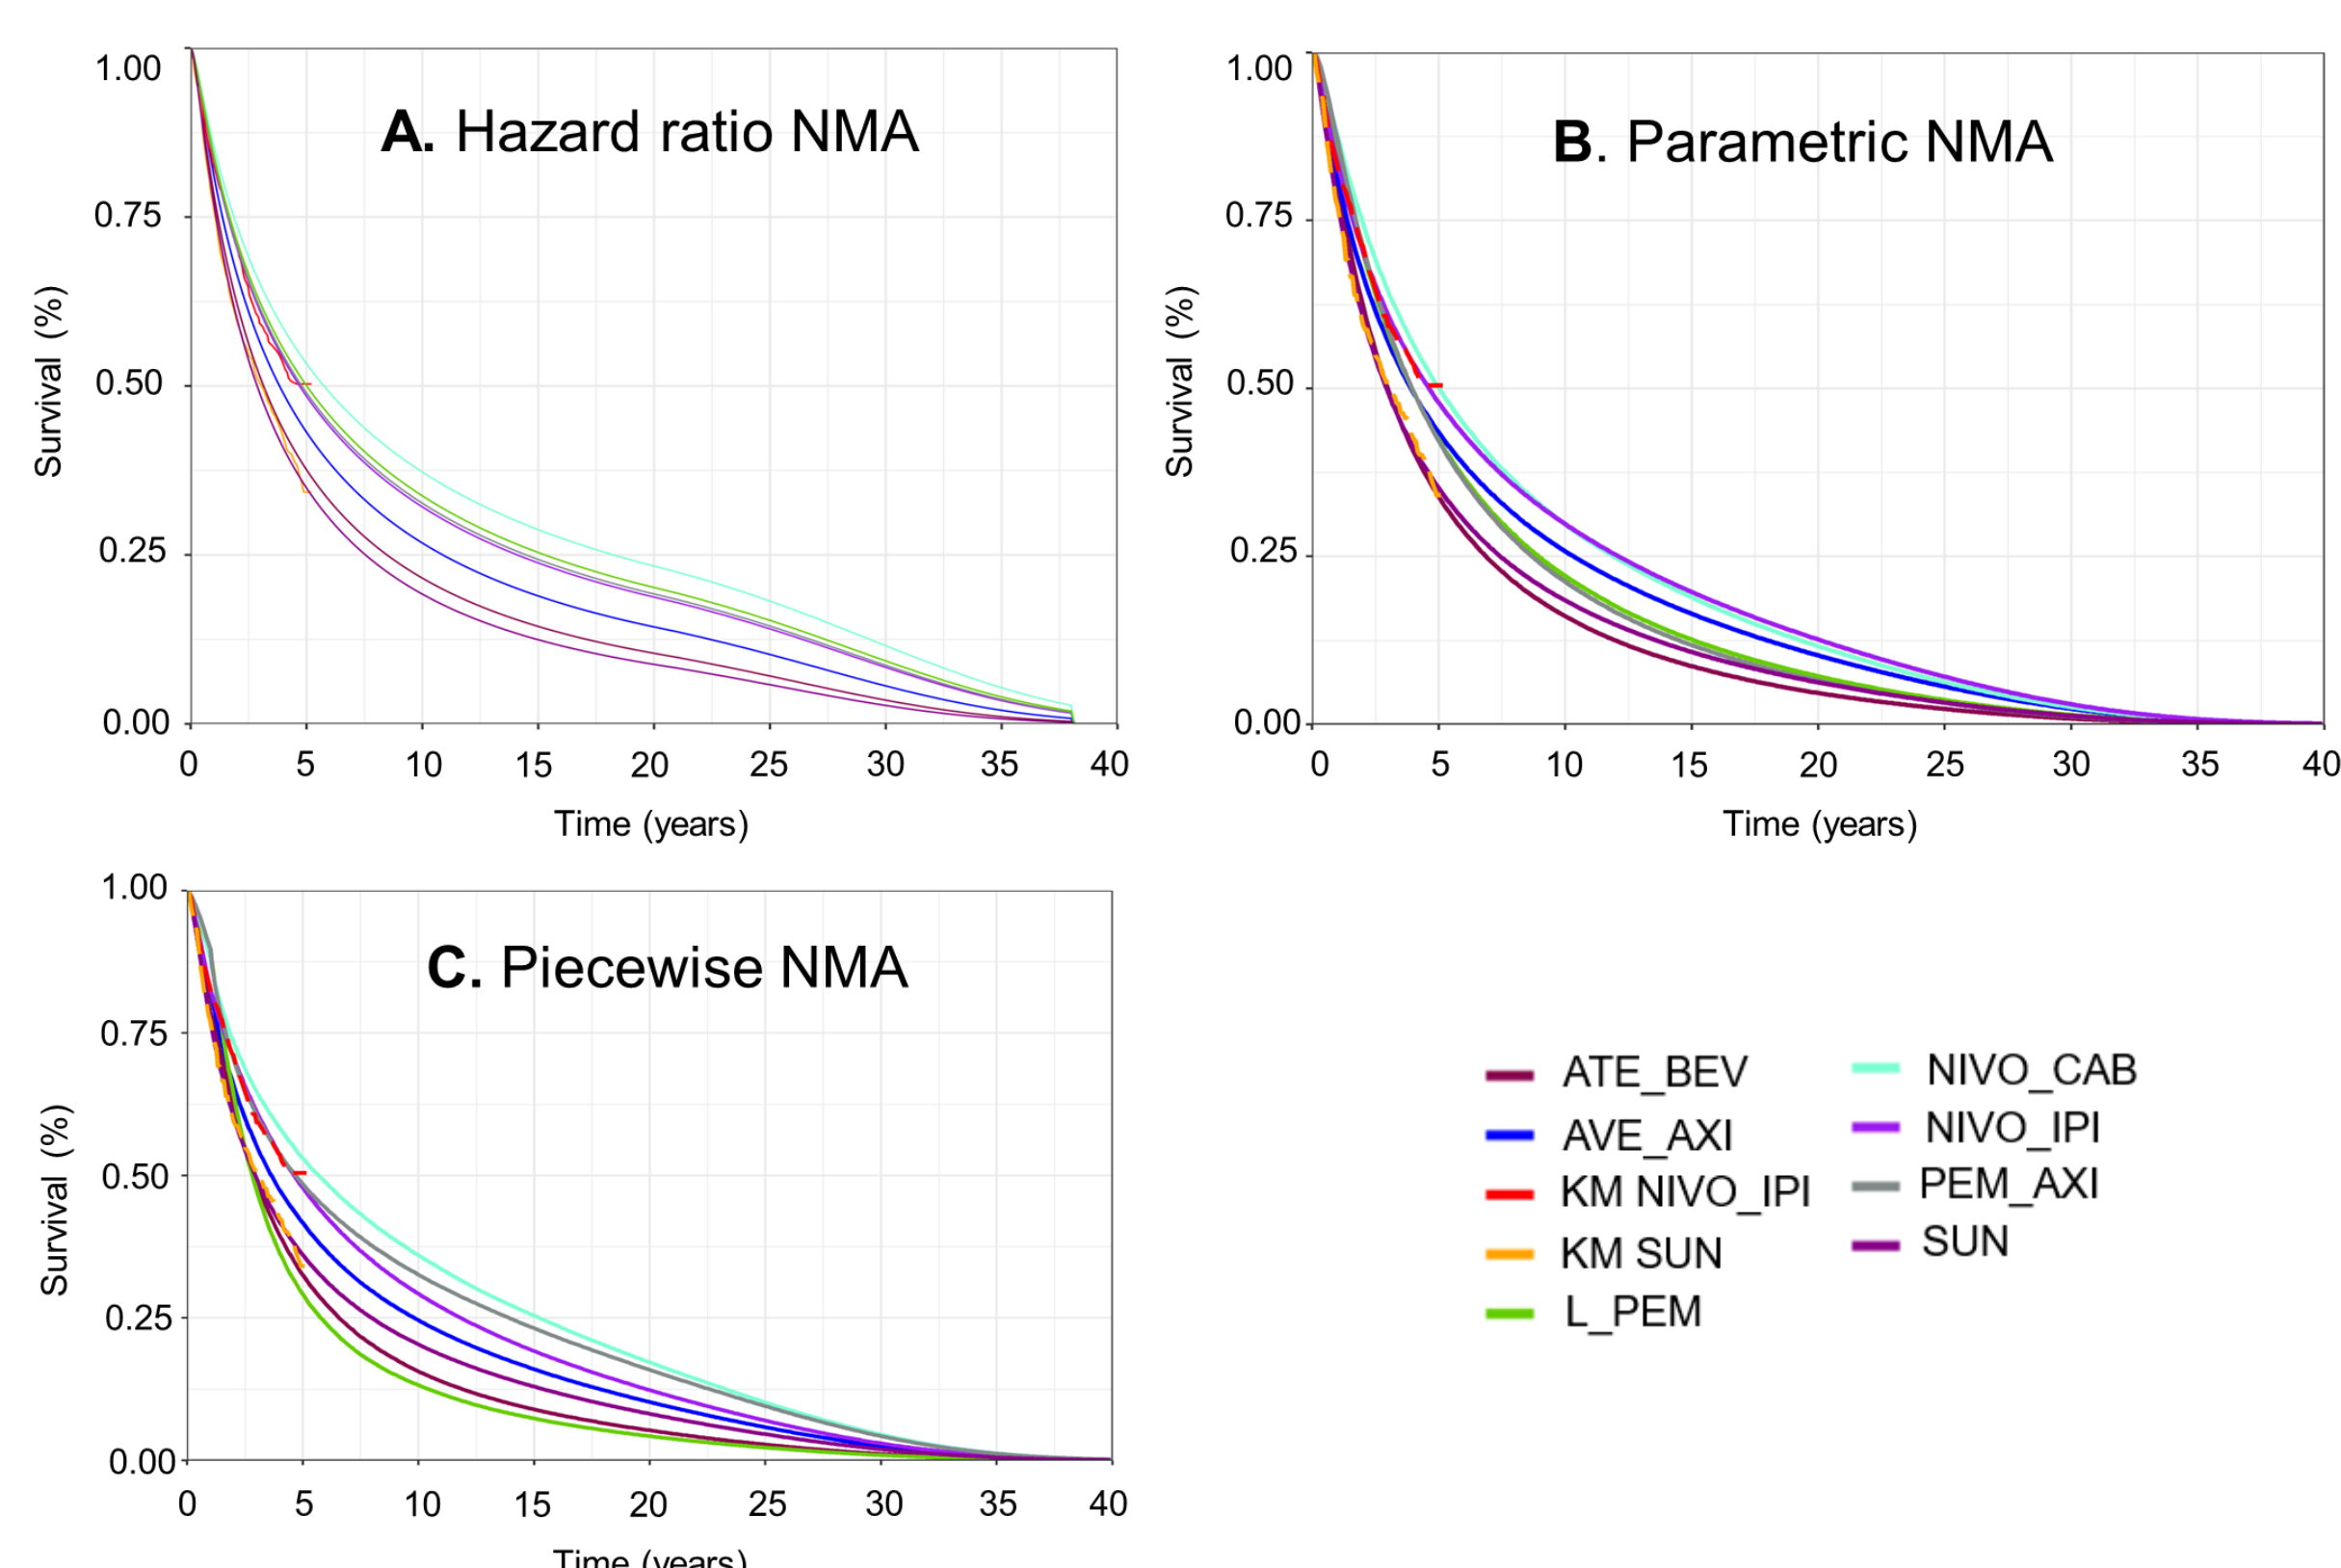 A. Hazard ratio NMA
1.00
0.75
0.50
0.25
0.00
Survival (%)
0 5 10 15 20 25 30 35 40
Time (years)
B. Parametric NMA
1.00
0.75
0.50
0.25
0.00
Survival (%)
0 5 10 15 20 25 30 35 40
Time (years)
C. Piecewise NMA
1.00
0.75
0.50
0.25
0.00
Survival (%)
0 5 10 15 20 25 30 35 40
Time (years)
ATE_BEV
AVE_AXI
KM NIVO_IPI
KM SUN
L_PEM
NIVO_CAB
NIVO_IPI
PEM_AXI
SUN